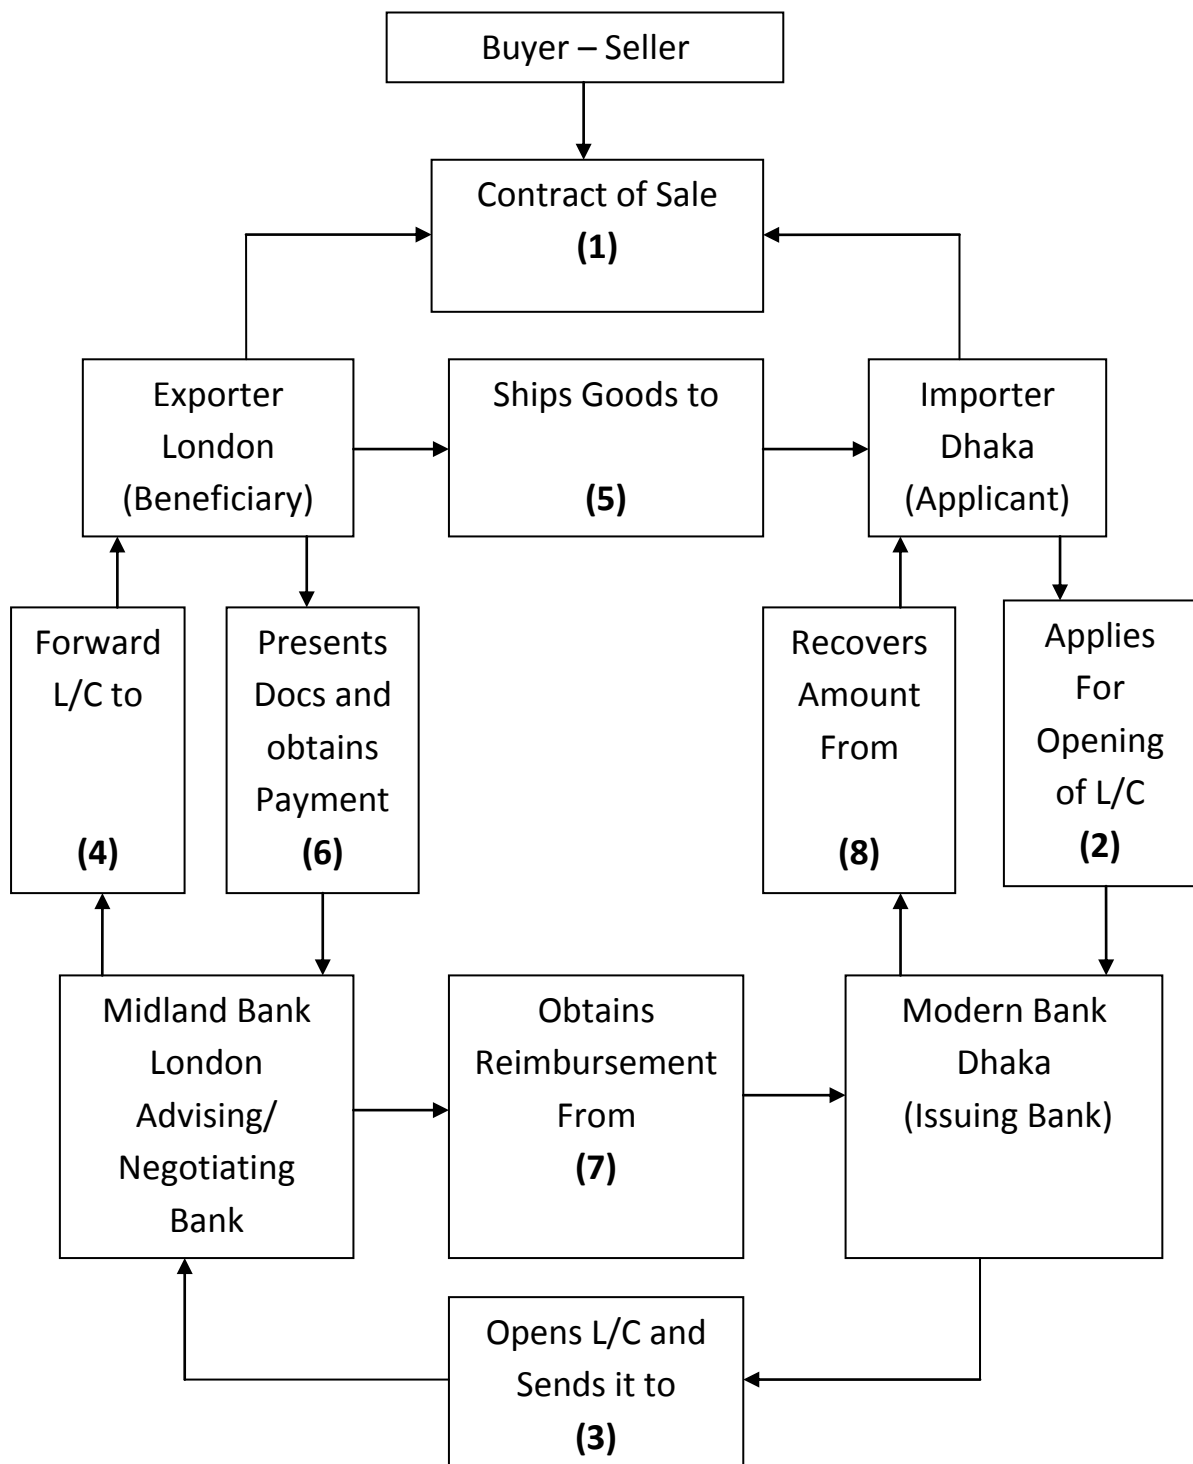 Buyer – Seller
Contract of Sale
(1)
Exporter
London
(Beneficiary)
Ships Goods to
(5)
Importer
Dhaka
(Applicant)
Forward
L/C to
(4)
Presents
Docs and
obtains
Payment
(6)
Recovers
Amount
From
(8)
Applies
For
Opening
of L/C
(2)
Midland Bank
London
Advising/
Negotiating
Bank
Obtains
Reimbursement
From
(7)
Modern Bank
Dhaka
(Issuing Bank)
Opens L/C and
Sends it to
(3)